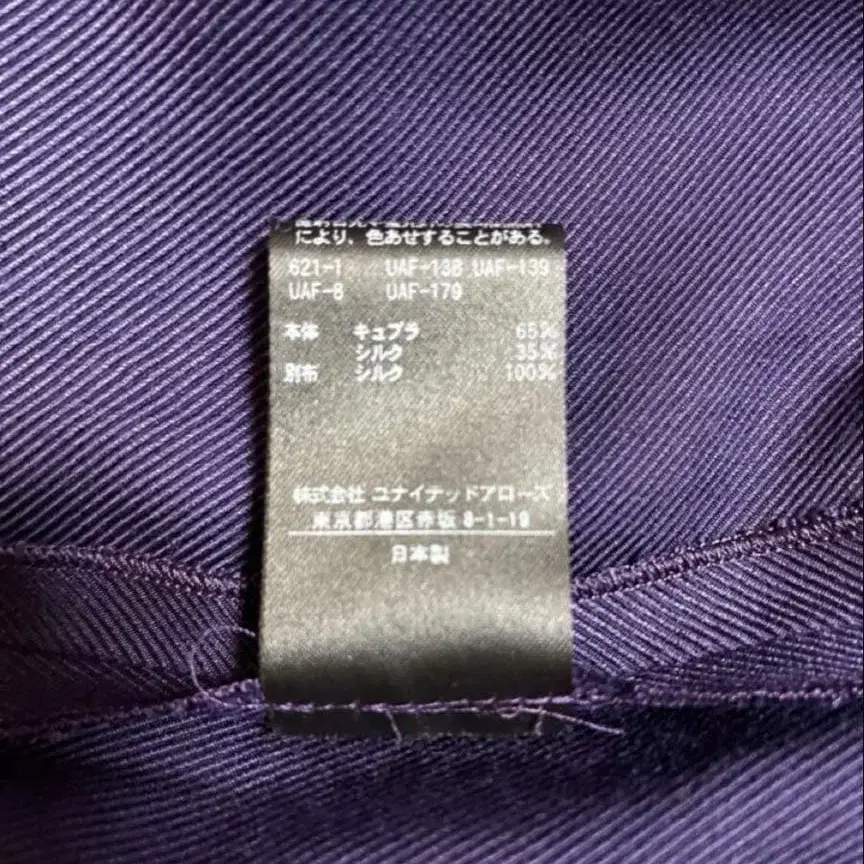 により、色あせすることがある。
621-1 UAF-138 UAF-139
UAF-8 UAF-179
本体 キュプラ 65%
シルク 35%
別布 シルク 100%
株式会社 ユナイテッドアローズ
東京都港区赤坂 8-1-19
日本製